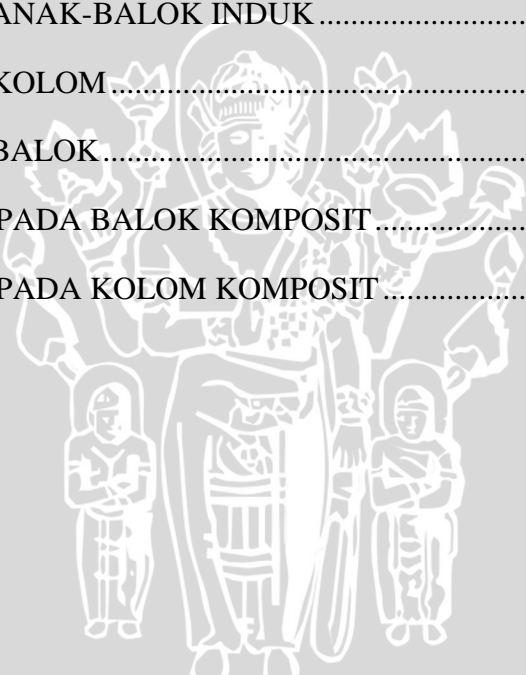 ANAK-BALOK INDUK ....................
KOLOM ..................................................
BALOK ...................................................
PADA BALOK KOMPOSIT ..................
PADA KOLOM KOMPOSIT .................